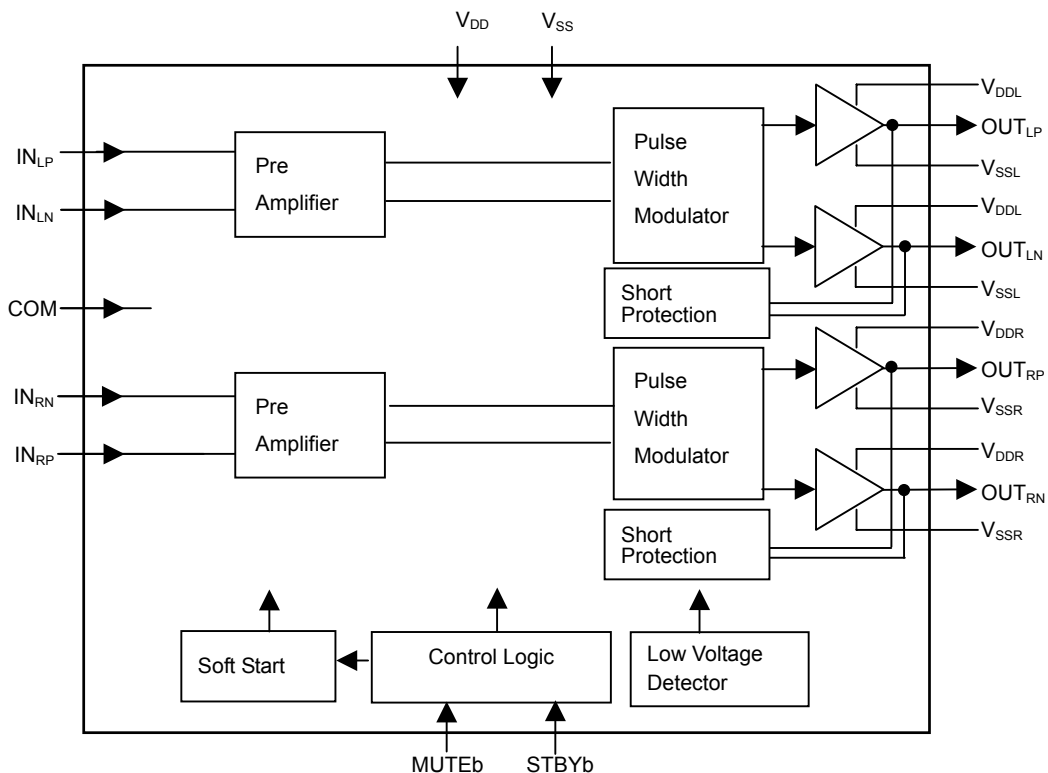 VDD
VSS
VDDL
INLP
Pre
Amplifier
Pulse
Width
Modulator
OUTLP
VSSL
INLN
VDDL
OUTLN
VSSL
COM
Short
Protection
VDDR
INRN
Pre
Amplifier
Pulse
Width
Modulator
OUTRP
VSSR
INRP
VDDR
OUTRN
VSSR
Short
Protection
Soft Start
Control Logic
Low Voltage
Detector
MUTEb
STBYb